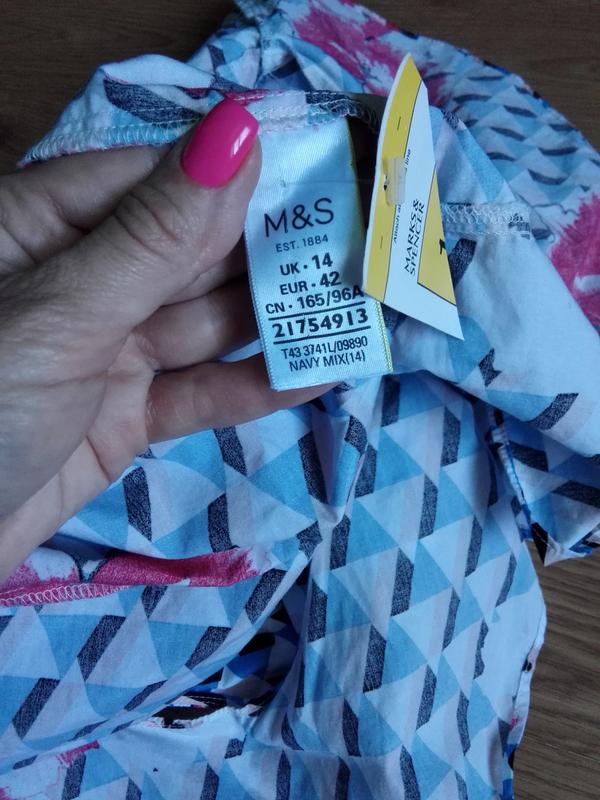 M&S
EST. 1884
UK • 14
EUR • 42
CN • 165/96A
21754913
T43 3741L/09890
NAVY MIX(14)
MARKS &
SPENCER